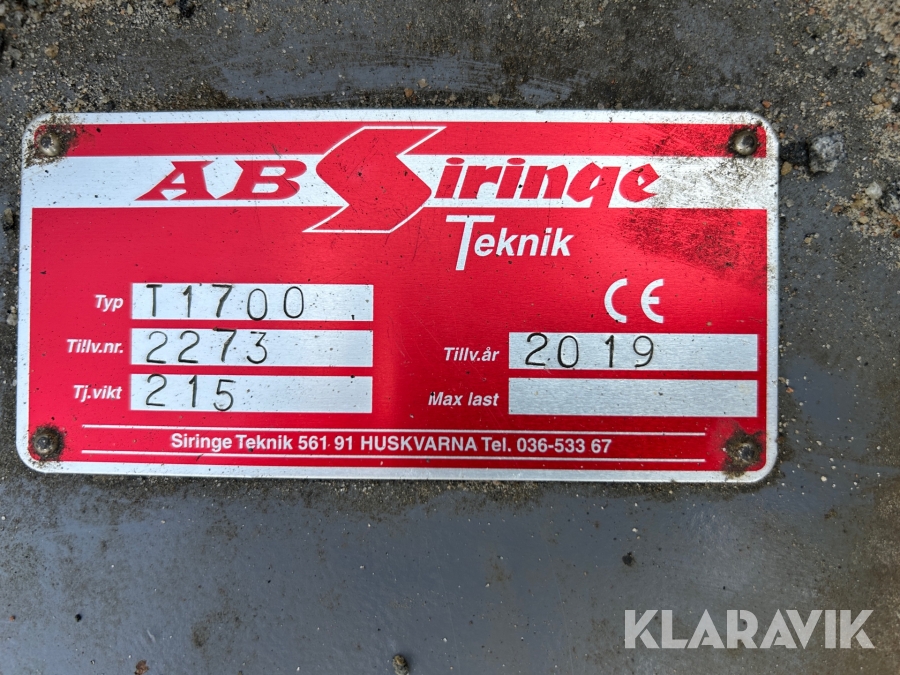 AB Siringe
Teknik
Typ T1700
CE
Tillv.nr. 2273
Tillv.år 2019
Tj.vikt 215
Max last
Siringe Teknik 561 91 HUSKVARNA Tel. 036-533 67
KLARAVIK